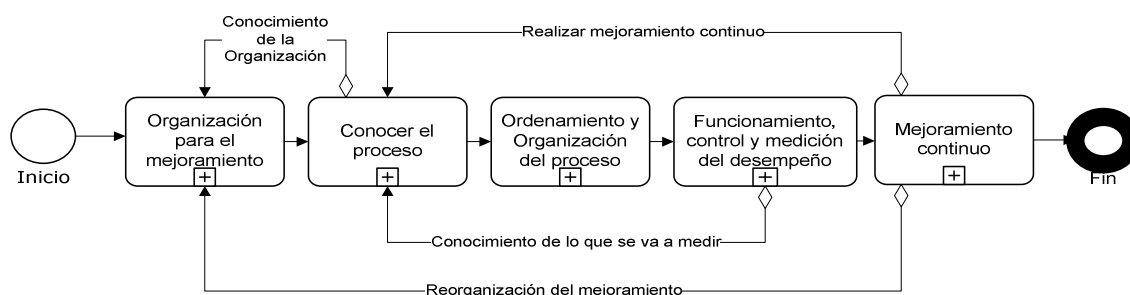 Conocimiento
de la
Organización
Realizar mejoramiento continuo
Inicio
Organización
para el
mejoramiento
Conocer el
proceso
Ordenamiento y
Organización
del proceso
Funcionamiento,
control y medición
del desempeño
Mejoramiento
continuo
Fin
Conocimiento de lo que se va a medir
Reorganización del mejoramiento